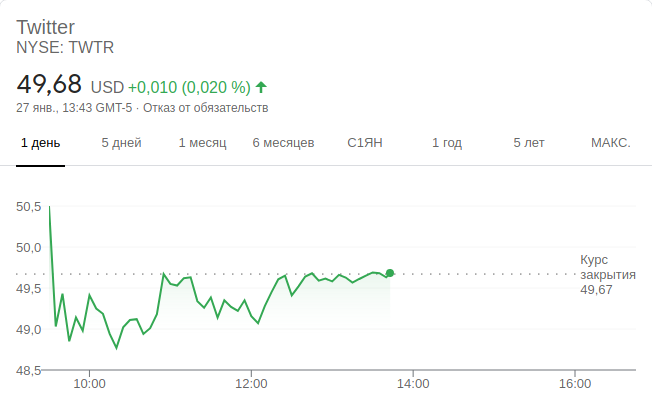 Twitter
NYSE: TWTR
49,68 USD +0,010 (0,020 %)
27 янв., 13:43 GMT-5 · Отказ от обязательств
1 день 5 дней 1 месяц 6 месяцев С1ЯН 1 год 5 лет МАКС.
50,5
50,0
Курс
закрытия
49,67
49,5
49,0
48,5
10:00 12:00 14:00 16:00